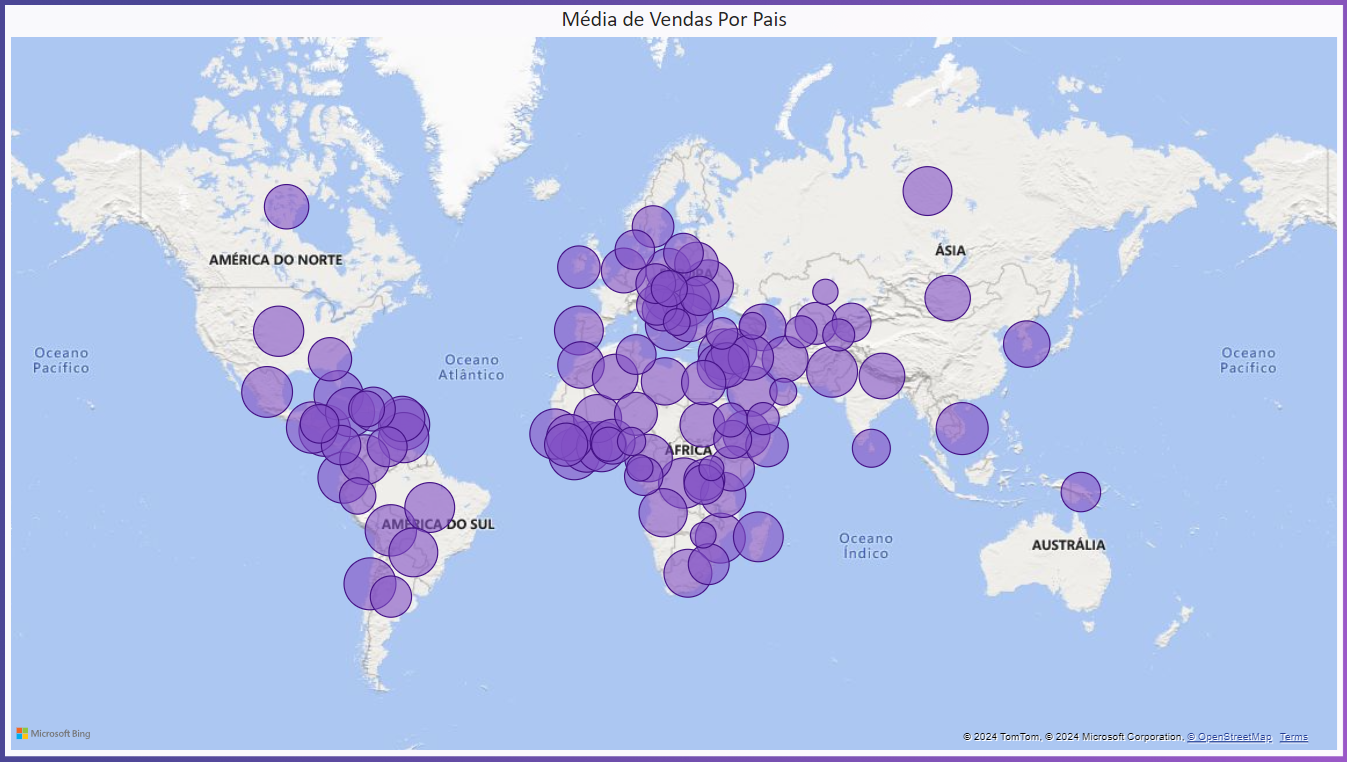 Média de Vendas Por Pais
ÁSIA
AMÉRICA DO NORTE
Oceano
Pacífico
Oceano
Atlântico
Oceano
Pacífico
ÁFRICA
AMÉRICA DO SUL
Oceano
Índico
AUSTRÁLIA
Microsoft Bing
© 2024 TomTom, © 2024 Microsoft Corporation, © OpenStreetMap Terms